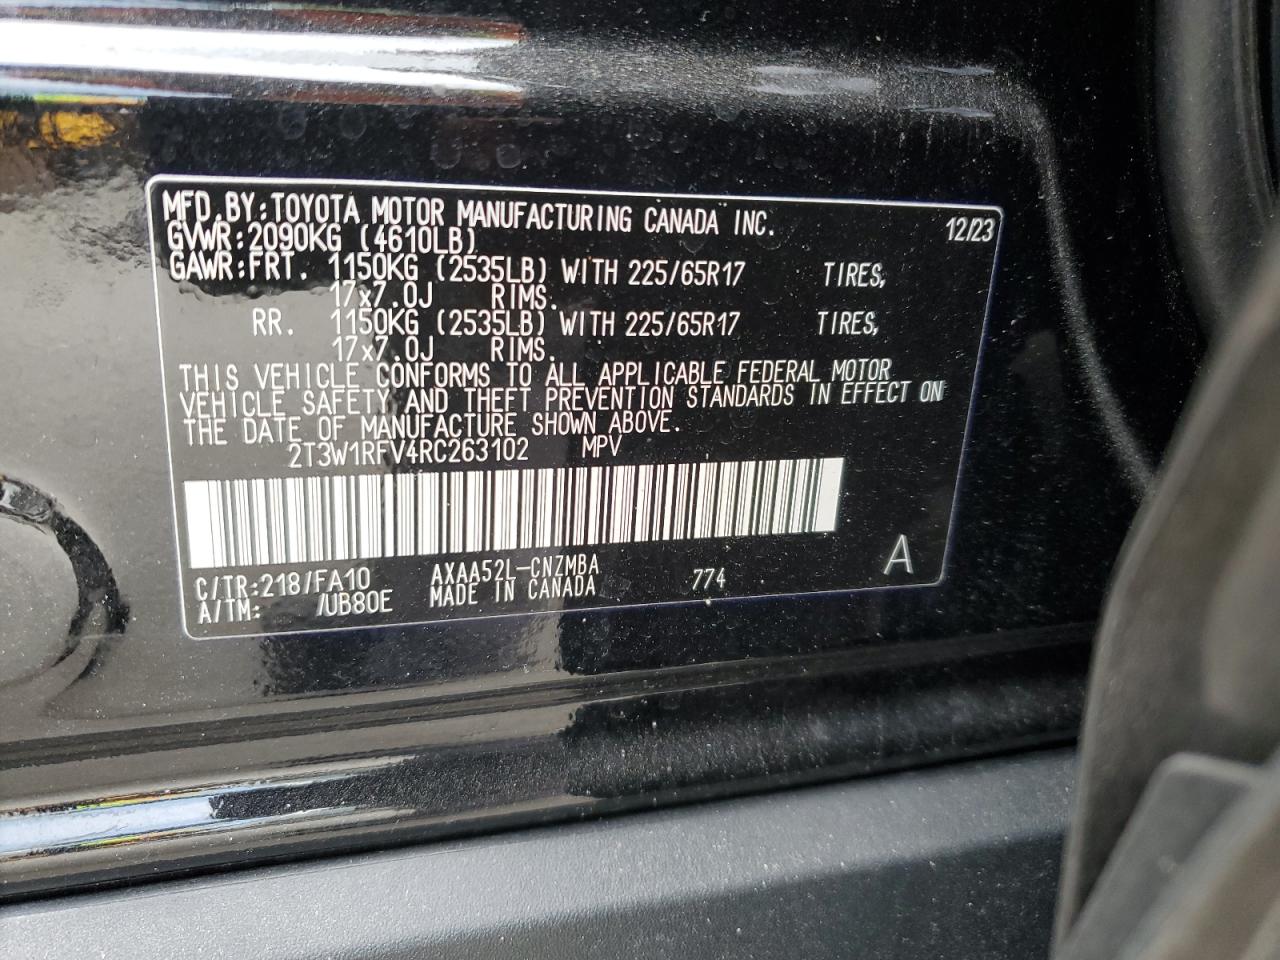 MFD.BY:TOYOTA MOTOR MANUFACTURING CANADA INC. 12/23
GVWR:2090KG (4610LB)
GAWR:FRT. 1150KG (2535LB) WITH 225/65R17 TIRES,
17x7.0J RIMS.
RR. 1150KG (2535LB) WITH 225/65R17 TIRES,
17x7.0J RIMS.
THIS VEHICLE CONFORMS TO ALL APPLICABLE FEDERAL MOTOR
VEHICLE SAFETY AND THEFT PREVENTION STANDARDS IN EFFECT ON
THE DATE OF MANUFACTURE SHOWN ABOVE.
2T3W1RFV4RC263102 MPV
C/TR:218/FA10 AXAA52L-CNZMBA 774 A
A/TM: /UB80E MADE IN CANADA